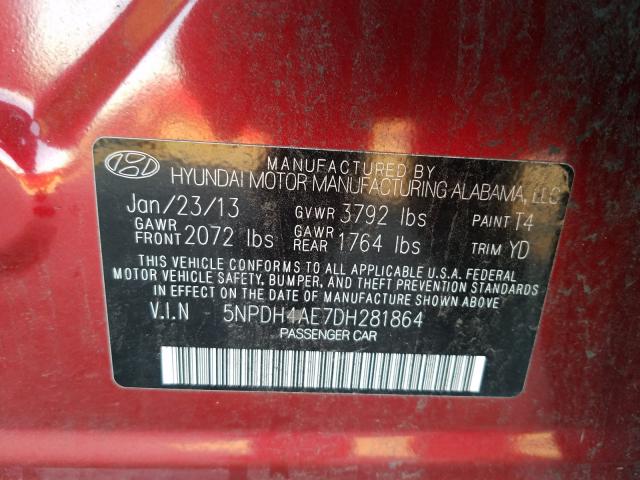 MANUFACTURED BY
HYUNDAI MOTOR MANUFACTURING ALABAMA, LLC
Jan/23/13 GVWR 3792 lbs PAINT T4
GAWR FRONT 2072 lbs GAWR REAR 1764 lbs TRIM YD
THIS VEHICLE CONFORMS TO ALL APPLICABLE U.S.A. FEDERAL
MOTOR VEHICLE SAFETY, BUMPER, AND THEFT PREVENTION STANDARDS
IN EFFECT ON THE DATE OF MANUFACTURE SHOWN ABOVE.
V.I.N 5NPDH4AE7DH281864
PASSENGER CAR